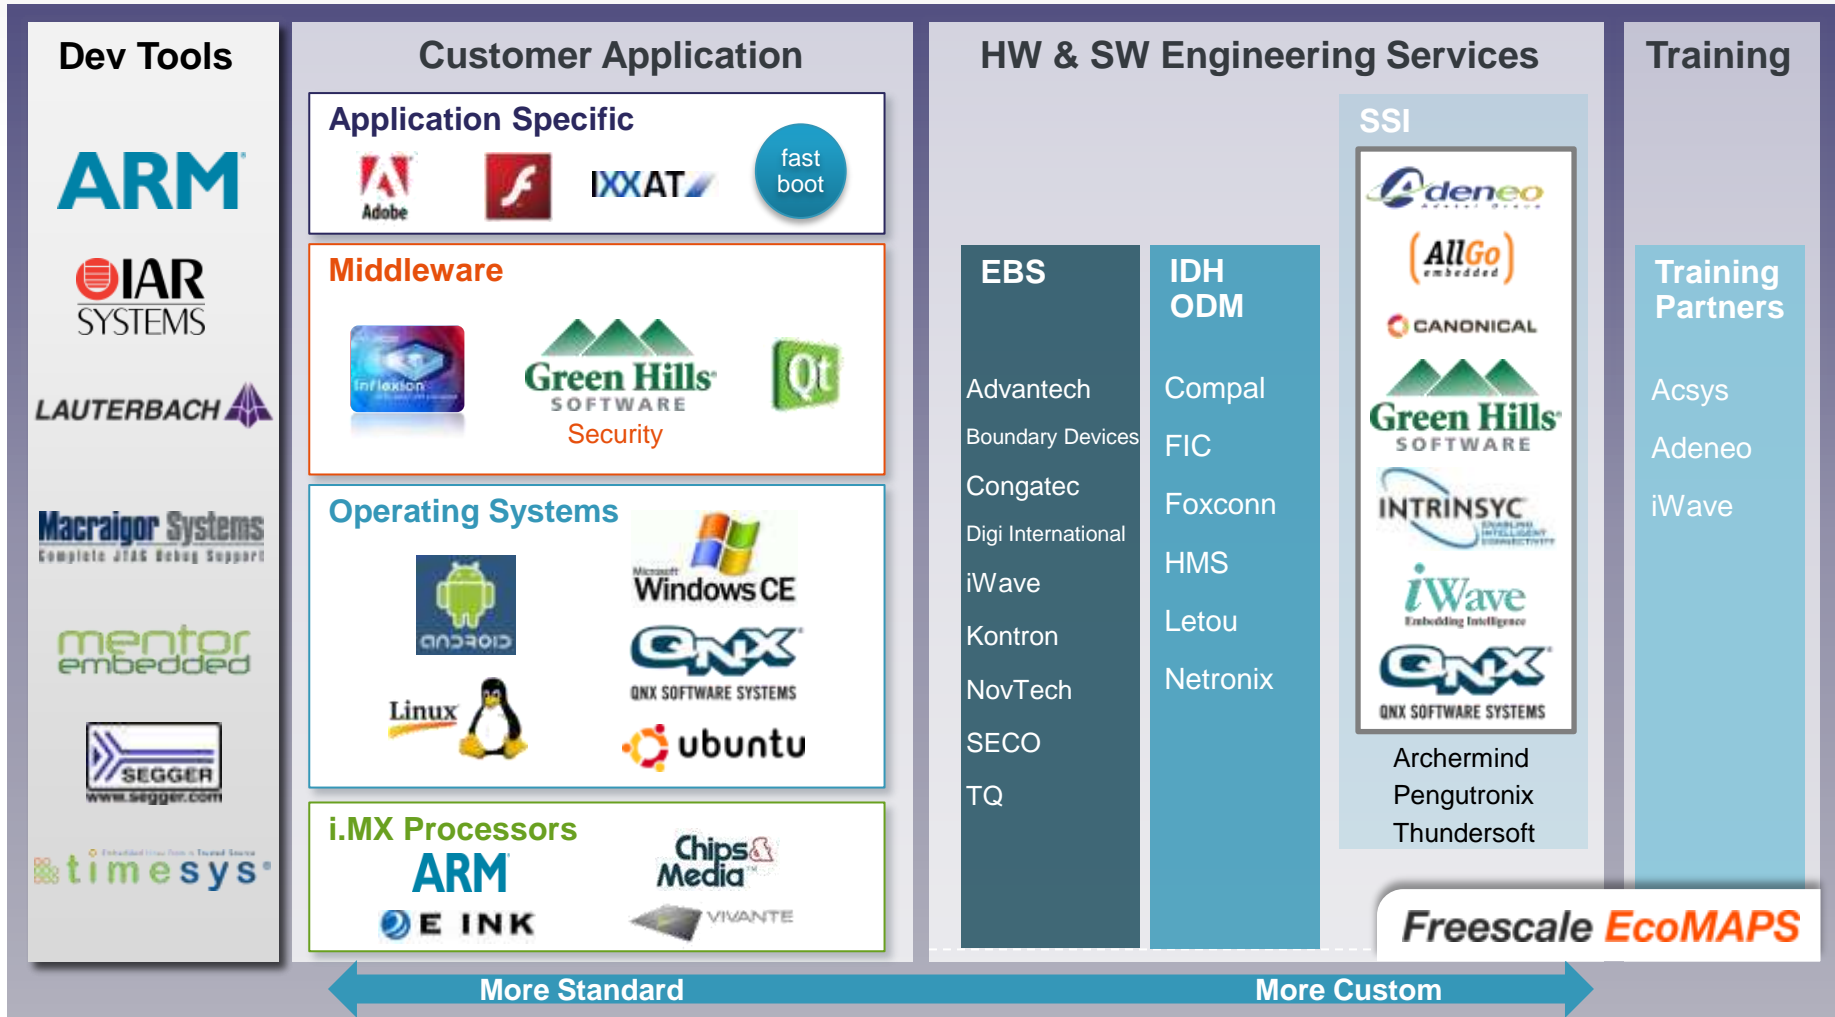 Dev Tools
ARM
IAR
SYSTEMS
LAUTERBACH
Macraigor Systems
Complete JTAG Debug Support
mentor
embedded
SEGGER
www.segger.com
timesys
Customer Application
Application Specific
Adobe
IXXAT
fast
boot
Middleware
Inflexion
Green Hills
SOFTWARE
Security
Qt
Operating Systems
ANDROID
Microsoft
Windows CE
QNX
QNX SOFTWARE SYSTEMS
Linux
ubuntu
i.MX Processors
ARM
Chips&
Media
E INK
VIVANTE
HW & SW Engineering Services
EBS
Advantech
Boundary Devices
Congatec
Digi International
iWave
Kontron
NovTech
SECO
TQ
IDH
ODM
Compal
FIC
Foxconn
HMS
Letou
Netronix
SSI
Adeneo
AllGo
embedded
CANONICAL
Green Hills
SOFTWARE
INTRINSYC
ENABLING
INTELLIGENT
CONNECTIVITY
iWave
Embedding Intelligence
QNX
QNX SOFTWARE SYSTEMS
Archermind
Pengutronix
Thundersoft
Training
Training
Partners
Acsys
Adeneo
iWave
Freescale EcoMAPS
More Standard
More Custom